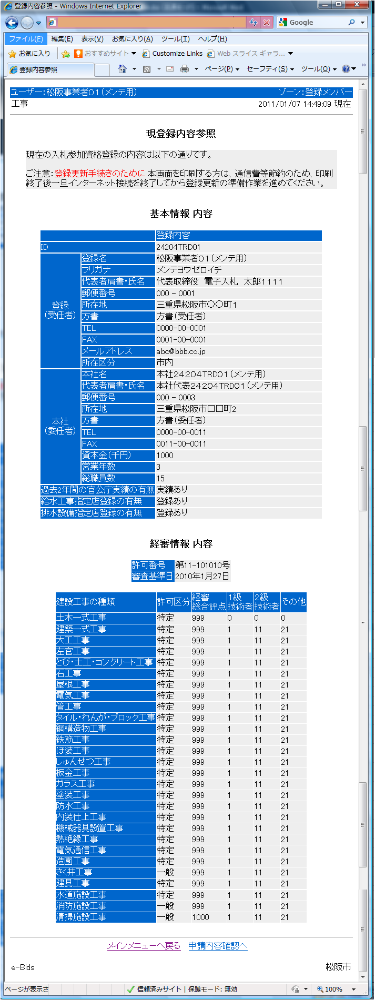 登録内容参照 - Windows Internet Explorer
Google
ファイル(F) 編集(E) 表示(V) お気に入り(A) ツール(T) ヘルプ(H)
お気に入り おすすめサイト Customize Links Web スライス ギャラ...
登録内容参照 ページ(P) セーフティ(S) ツール(O)
ユーザー：松阪事業者０１（メンテ用） ゾーン：登録メンバー
工事 2011/01/07 14:49:09 現在
現登録内容参照
現在の入札参加資格登録の内容は以下の通りです。
ご注意：登録更新手続きのために 本画面を印刷する方は、通信費等節約のため、印刷
終了後一旦インターネット接続を終了してから登録更新の準備作業を進めてください。
基本情報 内容
登録内容
ID 24204TRD01
登録名 松阪事業者０１（メンテ用）
フリガナ メンテヨウゼロイチ
代表者肩書・氏名 代表取締役　電子入札　太郎１１１１
郵便番号 000 - 0001
登録
（受任者）
所在地 三重県松阪市〇〇町1
方書 方書（受任者）
TEL 0000-00-0001
FAX 0001-00-0001
メールアドレス abc@bbb.co.jp
所在区分 市内
本社名 本社２４２０４TRD０１（メンテ用）
代表者肩書・氏名 本社代表２４２０４TRD０１（メンテ用）
郵便番号 000 - 0003
所在地 三重県松阪市□□町2
本社
（委任者）
方書 方書（委任者）
TEL 0000-00-0011
FAX 0011-00-0011
資本金（千円） 1000
営業年数 3
総職員数 15
過去2年間の官公庁実績の有無 実績あり
給水工事指定店登録の有無 登録あり
排水設備指定店登録の有無 登録あり
経審情報 内容
許可番号 第11-101010号
審査基準日 2010年1月27日
建設工事の種類 許可区分 経審 総合評点 1級 技術者 2級 技術者 その他
土木一式工事 特定 999 0 0 0
建築一式工事 特定 999 1 11 21
大工工事 特定 999 1 11 21
左官工事 特定 999 1 11 21
とび・土工・コンクリート工事 特定 999 1 11 21
石工事 特定 999 1 11 21
屋根工事 特定 999 1 11 21
電気工事 特定 999 1 11 21
管工事 特定 999 1 11 21
タイル・れんが・ブロック工事 特定 999 1 11 21
鋼構造物工事 特定 999 1 11 21
鉄筋工事 特定 999 1 11 21
ほ装工事 特定 999 1 11 21
しゅんせつ工事 特定 999 1 11 21
板金工事 特定 999 1 11 21
ガラス工事 特定 999 1 11 21
塗装工事 特定 999 1 11 21
防水工事 特定 999 1 11 21
内装仕上工事 特定 999 1 11 21
機械器具設置工事 特定 999 1 11 21
熱絶縁工事 特定 999 1 11 21
電気通信工事 特定 999 1 11 21
造園工事 特定 999 1 11 21
さく井工事 一般 999 1 11 21
建具工事 特定 999 1 11 21
水道施設工事 特定 999 1 11 21
消防施設工事 一般 999 1 11 21
清掃施設工事 一般 1000 1 11 21
メインメニューへ戻る 申請内容確認へ
e-Bids 松阪市
ページが表示さ 信頼済みサイト | 保護モード: 無効 100%